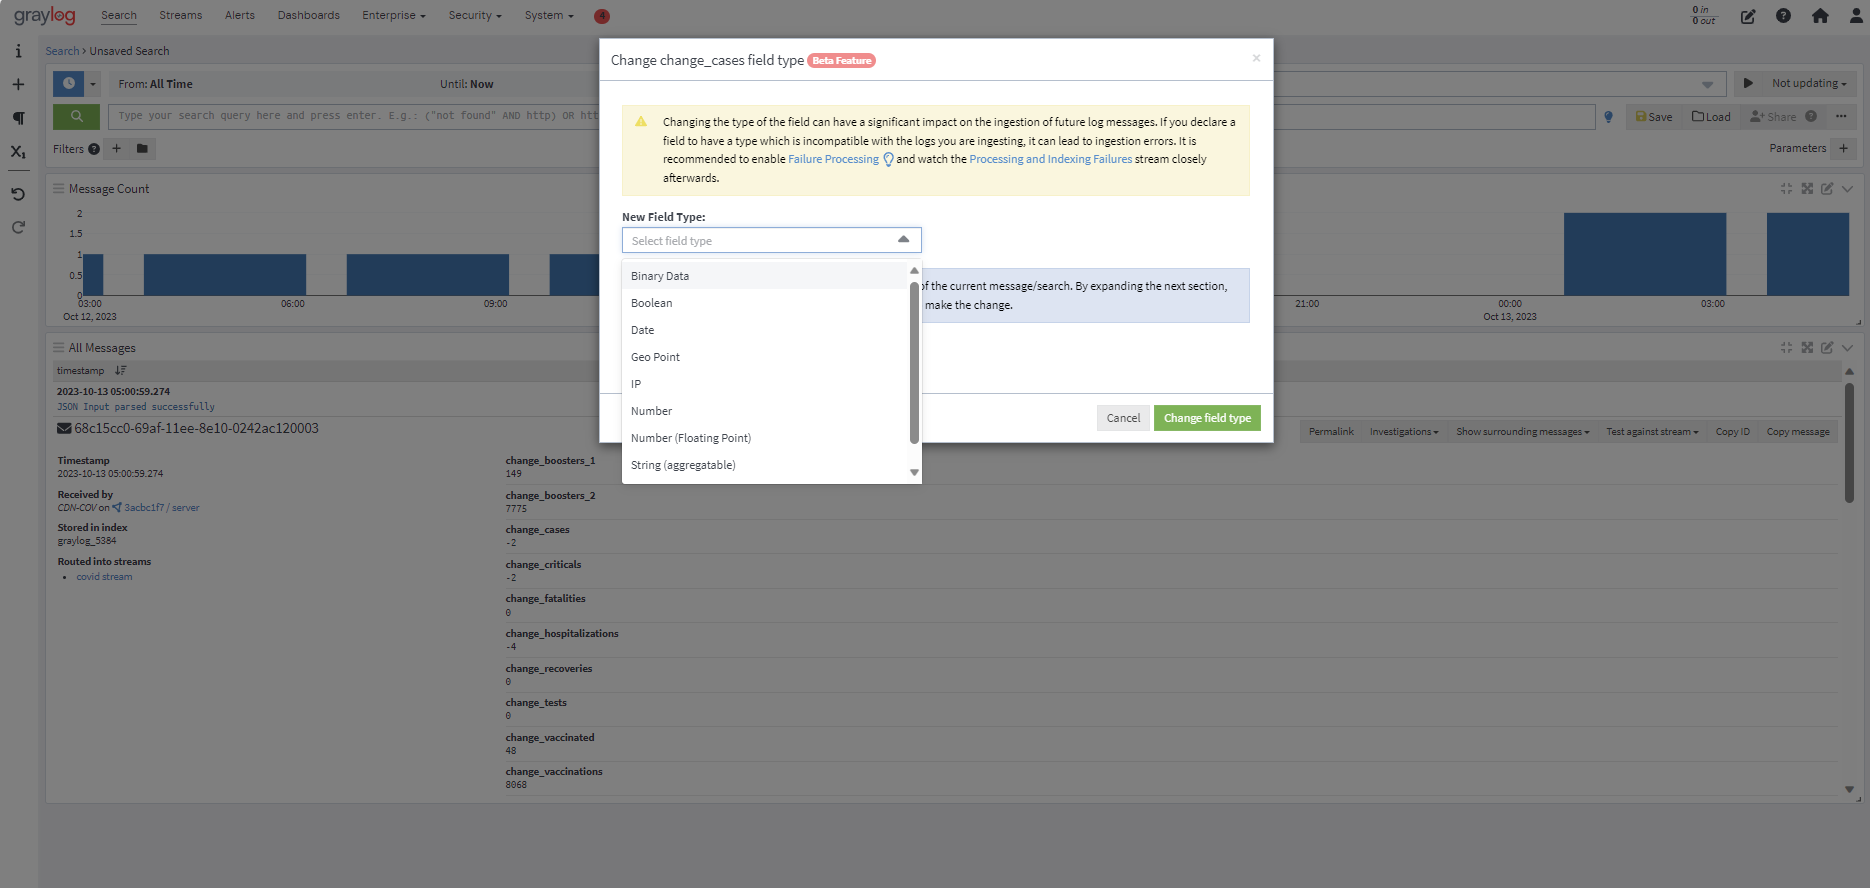 graylog
Search Streams Alerts Dashboards Enterprise Security System 4
0 in
0 out
Search > Unsaved Search
From: All Time Until: Now
Not updating
Type your search query here and press enter. E.g.: ("not found" AND http) OR htt
Save Load Share ?
Filters ? +
Parameters +
Change change_cases field type Beta Feature ×
Changing the type of the field can have a significant impact on the ingestion of future log messages. If you declare a
field to have a type which is incompatible with the logs you are ingesting, it can lead to ingestion errors. It is
recommended to enable Failure Processing and watch the Processing and Indexing Failures stream closely
afterwards.
New Field Type:
Select field type
Binary Data
Boolean
Date
Geo Point
IP
Number
Number (Floating Point)
String (aggregatable)
of the current message/search. By expanding the next section,
make the change.
Cancel Change field type
Message Count
2
1.5
1
0.5
0
03:00 06:00 09:00 21:00 00:00 03:00
Oct 12, 2023 Oct 13, 2023
All Messages
timestamp
2023-10-13 05:00:59.274
JSON Input parsed successfully
68c15cc0-69af-11ee-8e10-0242ac120003
Permalink Investigations Show surrounding messages Test against stream Copy ID Copy message
Timestamp
2023-10-13 05:00:59.274
Received by
CDN-COV on 3acbc1f7 / server
Stored in index
graylog_5384
Routed into streams
• covid stream
change_boosters_1
149
change_boosters_2
7775
change_cases
-2
change_criticals
-2
change_fatalities
0
change_hospitalizations
-4
change_recoveries
0
change_tests
0
change_vaccinated
48
change_vaccinations
8068